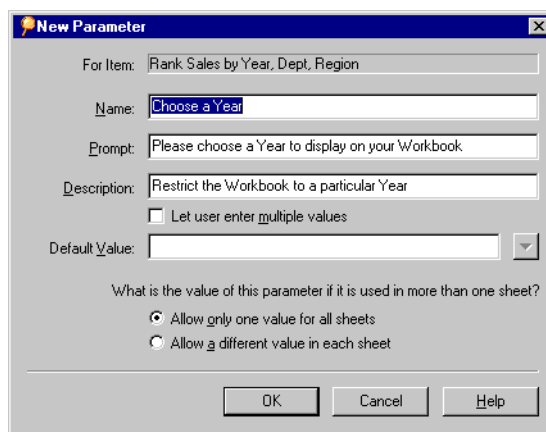 New Parameter
For Item: Rank Sales by Year, Dept, Region
Name: Choose a Year
Prompt: Please choose a Year to display on your Workbook
Description: Restrict the Workbook to a particular Year
Let user enter multiple values
Default Value:
What is the value of this parameter if it is used in more than one sheet?
Allow only one value for all sheets
Allow a different value in each sheet
OK Cancel Help